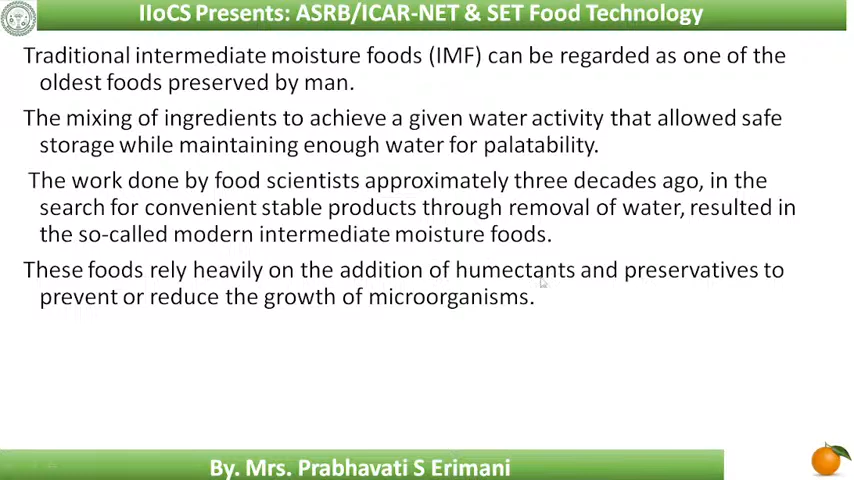 IIoCS Presents: ASRB/ICAR-NET & SET Food Technology
Traditional intermediate moisture foods (IMF) can be regarded as one of the
oldest foods preserved by man.
The mixing of ingredients to achieve a given water activity that allowed safe
storage while maintaining enough water for palatability.
The work done by food scientists approximately three decades ago, in the
search for convenient stable products through removal of water, resulted in
the so-called modern intermediate moisture foods.
These foods rely heavily on the addition of humectants and preservatives to
prevent or reduce the growth of microorganisms.
By. Mrs. Prabhavati S Erimani